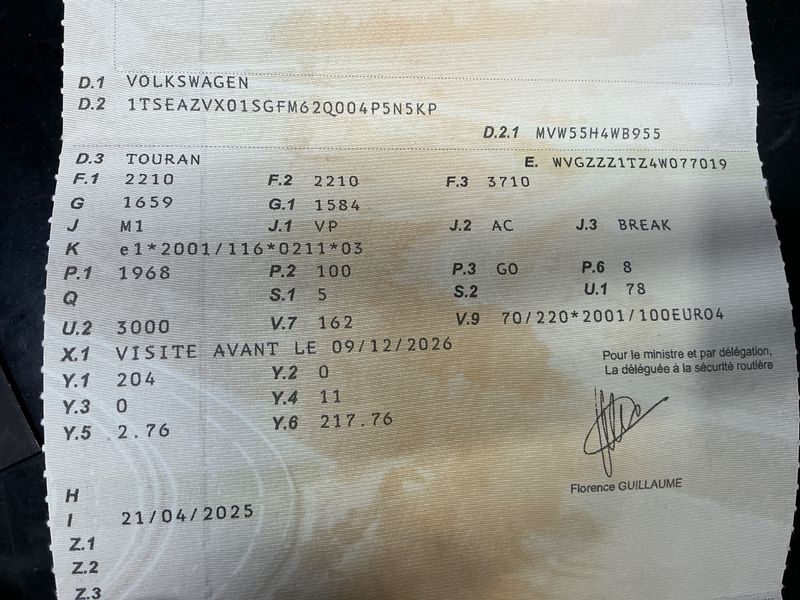 D.1 VOLKSWAGEN
D.2 1TSEAZVX01SGFM62Q004P5N5KP
D.2.1 MVW55H4WB955
D.3 TOURAN E. WVGZZZ1TZ4W077019
F.1 2210 F.2 2210 F.3 3710
G 1659 G.1 1584
J M1 J.1 VP J.2 AC J.3 BREAK
K e1*2001/116*0211*03
P.1 1968 P.2 100 P.3 GO P.6 8
Q S.1 5 S.2 U.1 78
U.2 3000 V.7 162 V.9 70/220*2001/100EURO4
X.1 VISITE AVANT LE 09/12/2026
Y.1 204 Y.2 0
Y.3 0 Y.4 11
Y.5 2.76 Y.6 217.76
Pour le ministre et par délégation,
La déléguée à la sécurité routière
Florence GUILLAUME
H
I 21/04/2025
Z.1
Z.2
Z.3